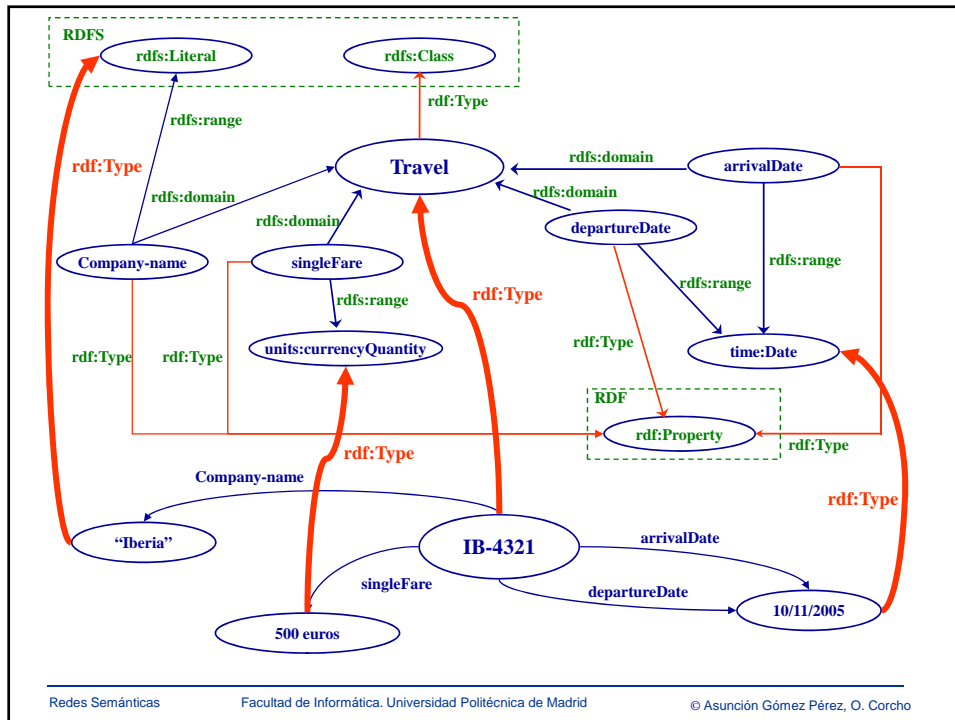 RDFS
rdfs:Literal
rdfs:Class
rdf:Type
rdfs:range
rdf:Type
Travel
rdfs:domain
arrivalDate
rdfs:domain
rdfs:domain
rdfs:domain
departureDate
Company-name
singleFare
rdfs:range
rdfs:range
rdf:Type
rdfs:range
units:currencyQuantity
time:Date
rdf:Type
rdf:Type
rdf:Type
RDF
rdf:Property
rdf:Type
rdf:Type
Company-name
rdf:Type
“Iberia”
IB-4321
arrivalDate
singleFare
departureDate
10/11/2005
500 euros
Redes Semánticas
Facultad de Informática. Universidad Politécnica de Madrid
© Asunción Gómez Pérez, O. Corcho